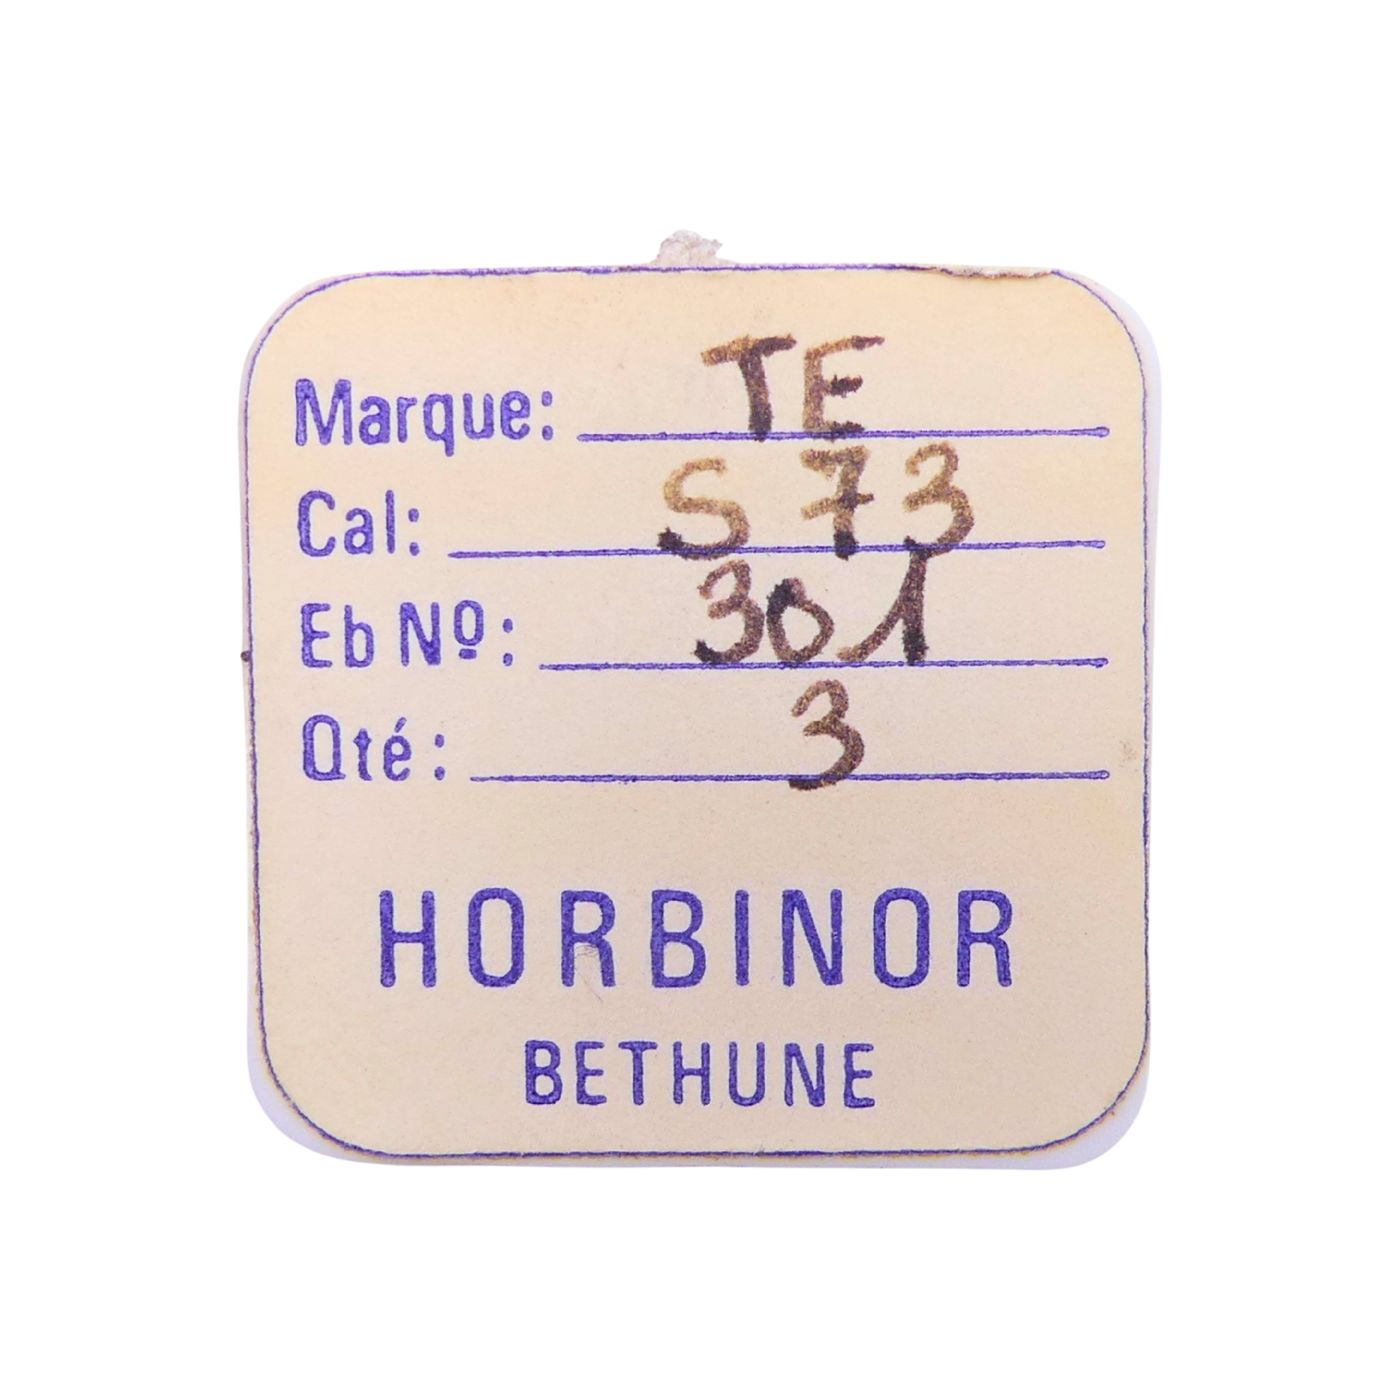 Marque: TE
Cal: S 73
Eb Nº: 301
Qté: 3
HORBINOR
BETHUNE